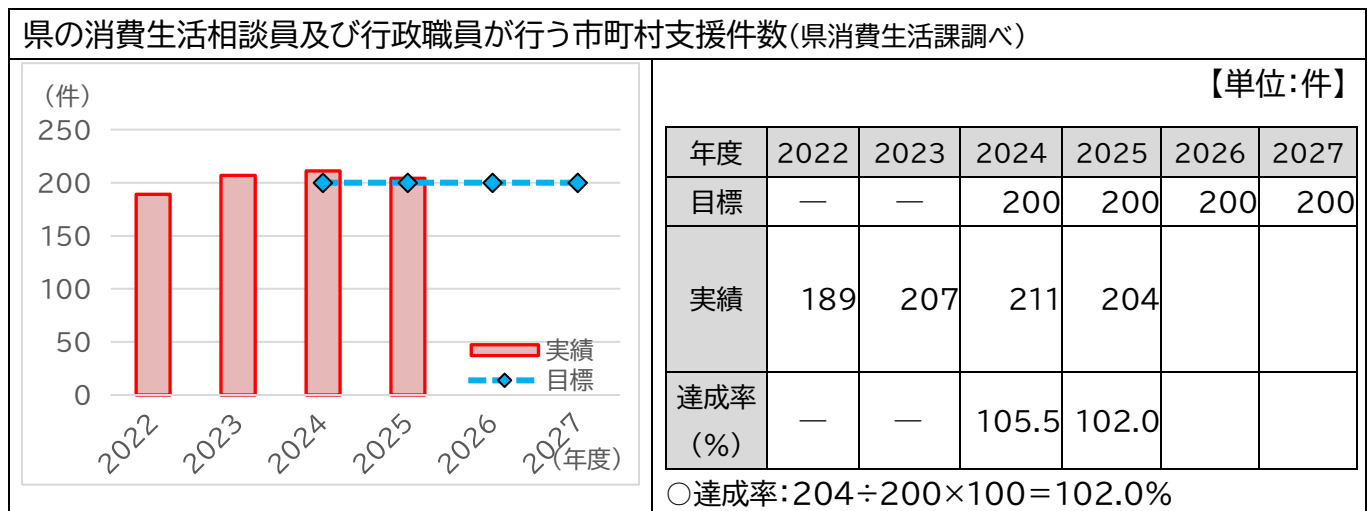 県の消費生活相談員及び行政職員が行う市町村支援件数(県消費生活課調べ)
(件)
250
200
150
100
50
0
実績
目標
2022 2023 2024 2025 2026 2027
(年度)
【単位:件】
年度 2022 2023 2024 2025 2026 2027
目標 ― ― 200 200 200 200
実績 189 207 211 204
達成率
(%) ― ― 105.5 102.0
○達成率:204÷200×100=102.0%